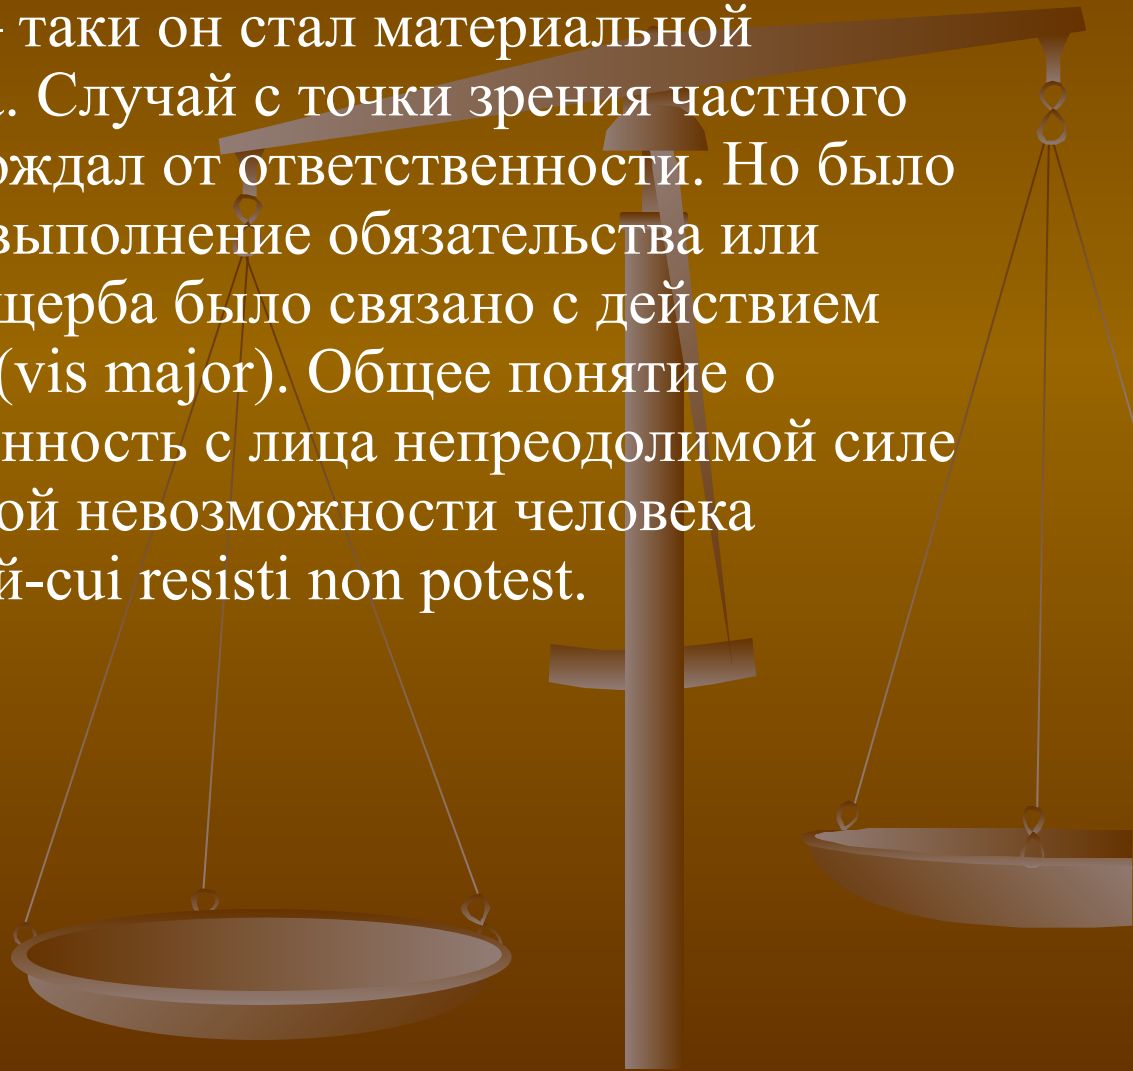 - таки он стал материальной
. Случай с точки зрения частного
ождал от ответственности. Но было
выполнение обязательства или
щерба было связано с действием
(vis major). Общее понятие о
нность с лица непреодолимой силе
ой невозможности человека
й-cui resisti non potest.